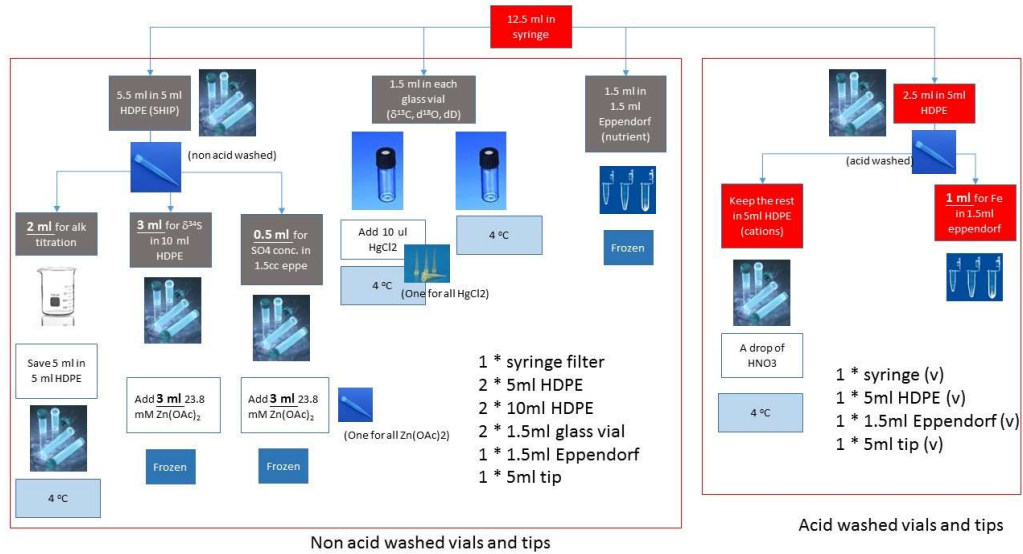 12.5 ml in
syringe
5.5 ml in 5 ml
HDPE (SHIP)
(non acid washed)
1.5 ml in each
glass vial
(δ¹³C, d¹⁸O, dD)
1.5 ml in
1.5 ml
Eppendorf
(nutrient)
2.5 ml in 5ml
HDPE
(acid washed)
2 ml for alk
titration
3 ml for δ³⁴S
in 10 ml
HDPE
0.5 ml for
SO4 conc. in
1.5cc eppe
Add 10 ul
HgCl2
4 ºC
(One for all HgCl2)
4 ºC
Frozen
Keep the rest
in 5ml HDPE
(cations)
1 ml for Fe
in 1.5ml
eppendorf
Save 5 ml in
5 ml HDPE
4 ºC
Add 3 ml 23.8
mM Zn(OAc)₂
Frozen
Add 3 ml 23.8
mM Zn(OAc)₂
(One for all Zn(OAc)2)
Frozen
1 * syringe filter
2 * 5ml HDPE
2 * 10ml HDPE
2 * 1.5ml glass vial
1 * 1.5ml Eppendorf
1 * 5ml tip
A drop of
HNO3
4 ºC
1 * syringe (v)
1 * 5ml HDPE (v)
1 * 1.5ml Eppendorf (v)
1 * 5ml tip (v)
Non acid washed vials and tips
Acid washed vials and tips